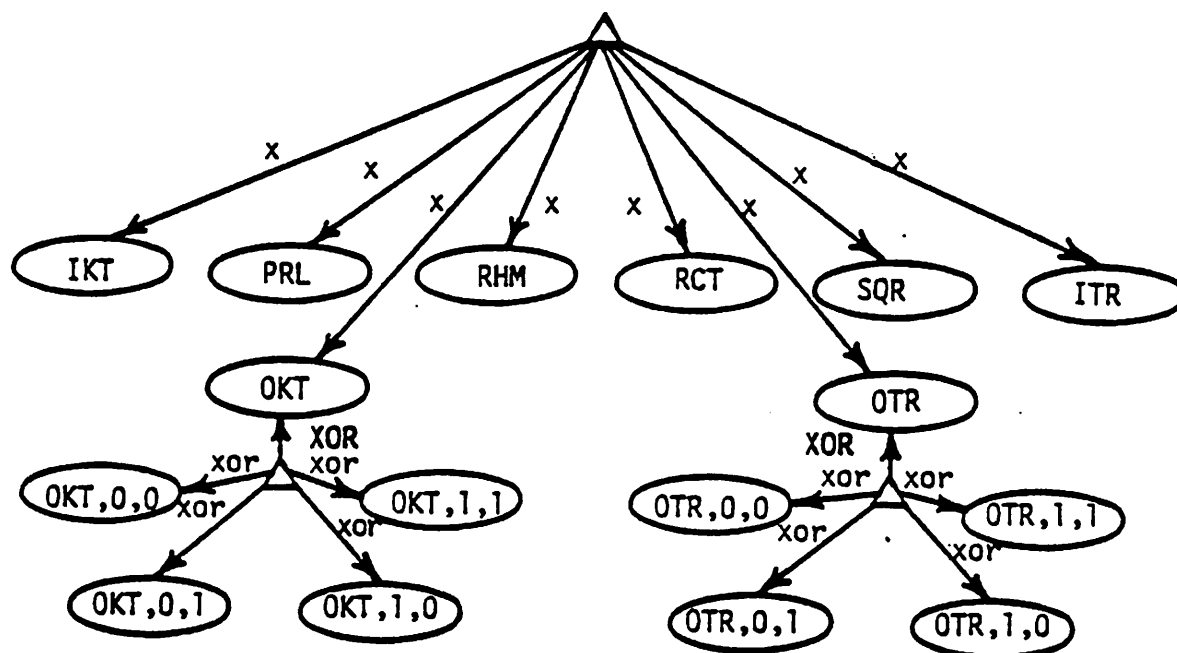 x
x
x
x
x
x
x
x
IKT
PRL
RHM
RCT
SQR
ITR
OKT
OTR
XOR
xor
xor
xor
xor
OKT,0,0
OKT,1,1
OKT,0,1
OKT,1,0
XOR
xor
xor
xor
xor
OTR,0,0
OTR,1,1
OTR,0,1
OTR,1,0